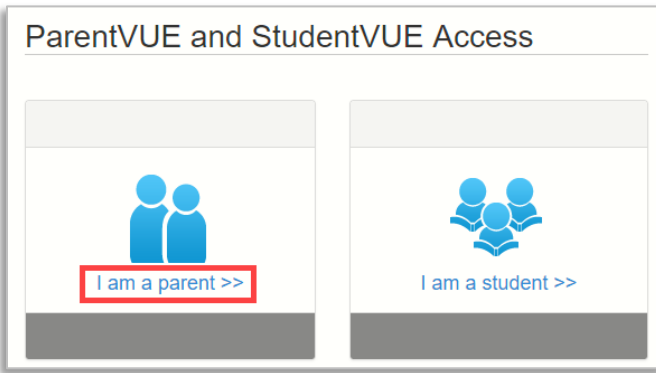 ParentVUE and StudentVUE Access
I am a parent >>
I am a student >>